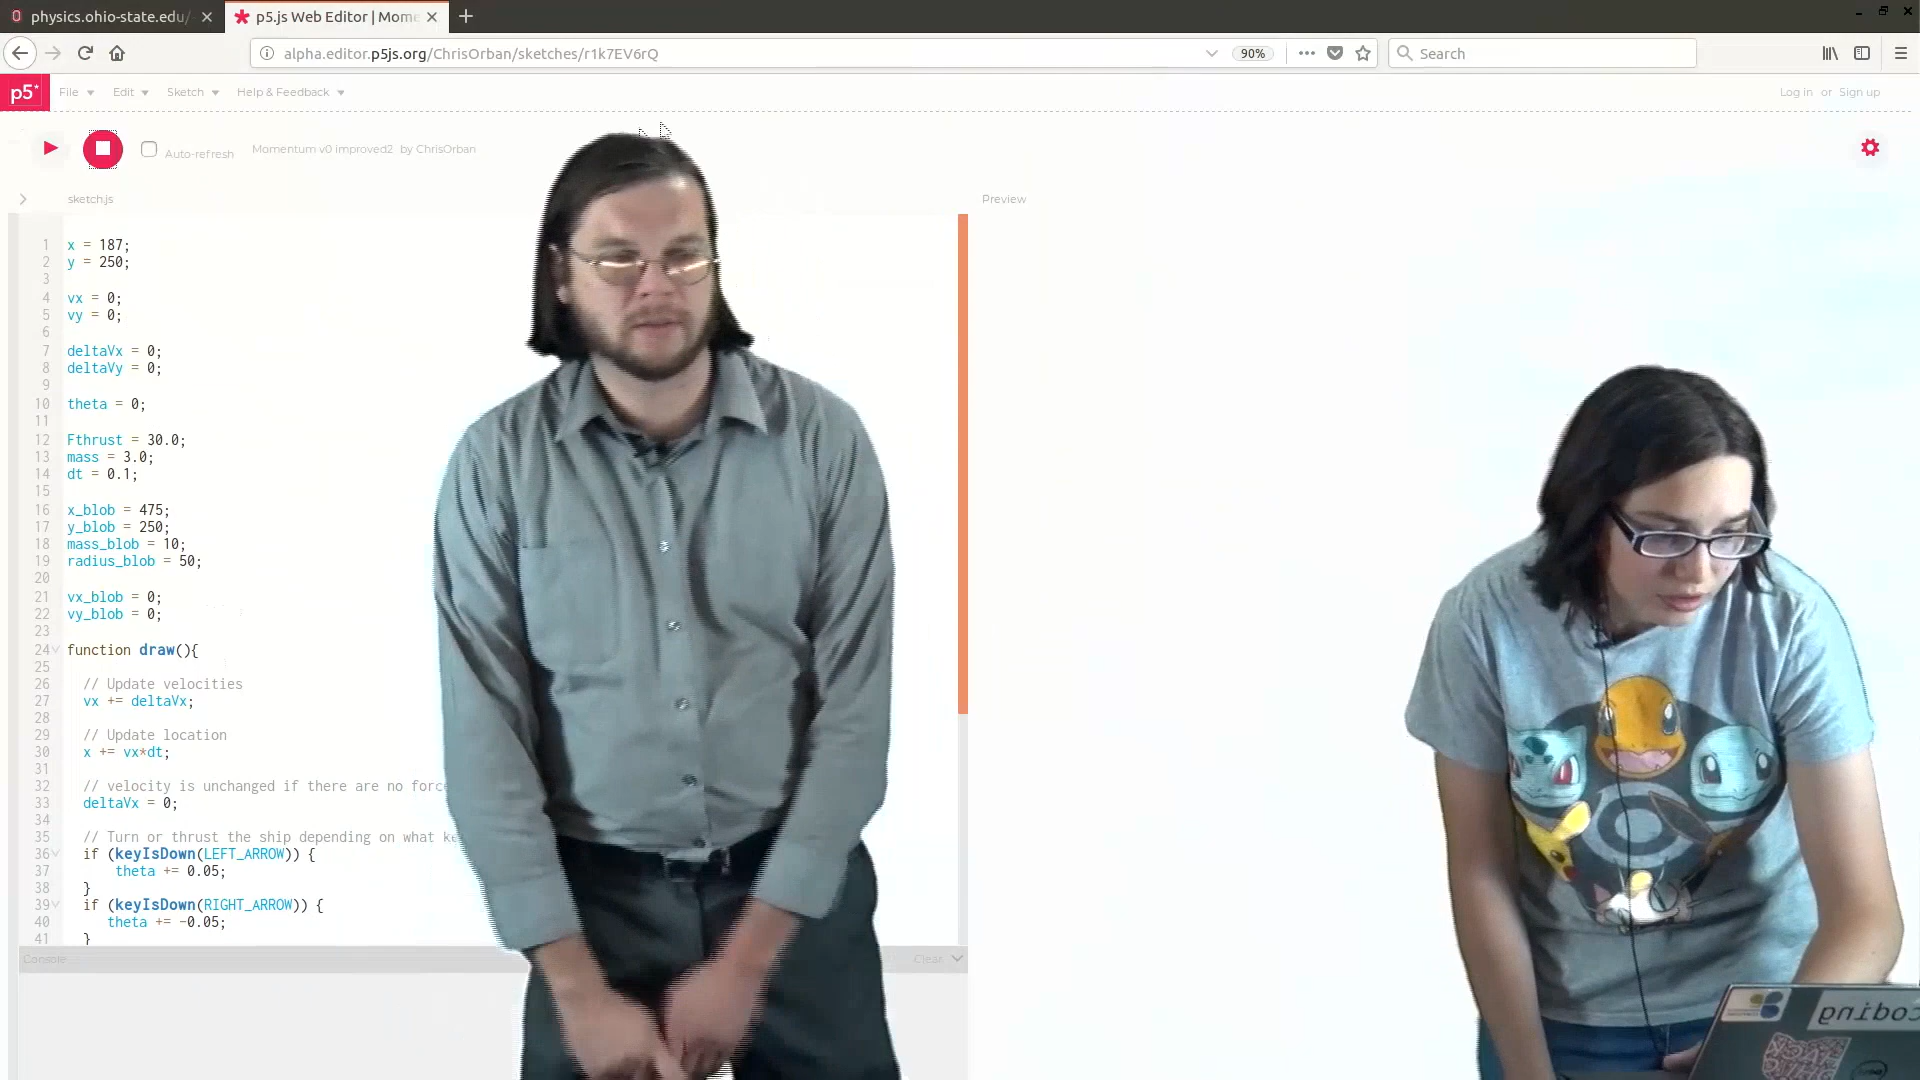 physics.ohio-state.edu/
p5.js Web Editor | Mome
alpha.editor.p5js.org/ChrisOrban/sketches/r1k7EV6rQ
90%
Search
p5*
File
Edit
Sketch
Help & Feedback
Log in or Sign up
Auto-refresh
Momentum v0 improved2 by ChrisOrban
sketch.js
Preview
1 x = 187;
2 y = 250;
3
4 vx = 0;
5 vy = 0;
6
7 deltaVx = 0;
8 deltaVy = 0;
9
10 theta = 0;
11
12 Fthrust = 30.0;
13 mass = 3.0;
14 dt = 0.1;
15
16 x_blob = 475;
17 y_blob = 250;
18 mass_blob = 10;
19 radius_blob = 50;
20
21 vx_blob = 0;
22 vy_blob = 0;
23
24 function draw(){
25
26 // Update velocities
27 vx += deltaVx;
28
29 // Update location
30 x += vx*dt;
31
32 // velocity is unchanged if there are no force
33 deltaVx = 0;
34
35 // Turn or thrust the ship depending on what ke
36 if (keyIsDown(LEFT_ARROW)) {
37 theta += 0.05;
38 }
39 if (keyIsDown(RIGHT_ARROW)) {
40 theta += -0.05;
41 }
Console
Clear
coding